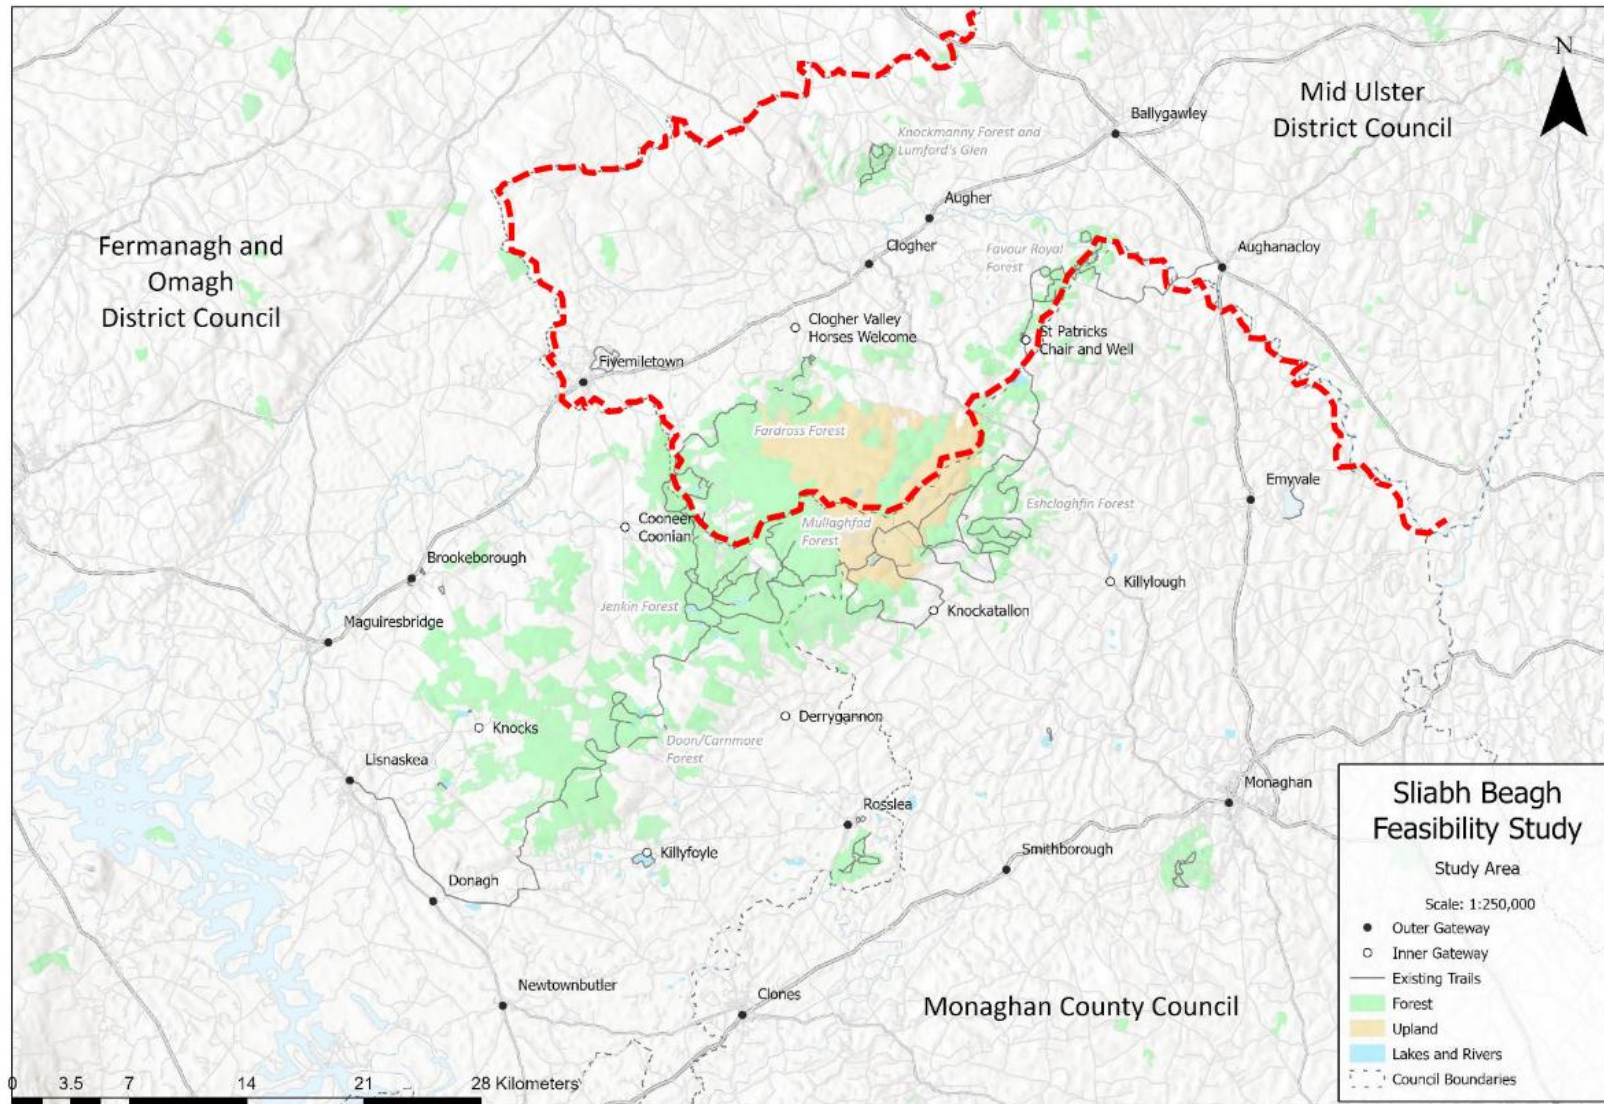 N
Mid Ulster
District Council
Ballygawley
Knockmanny Forest and
Lumford's Glen
Augher
Fermanagh and
Omagh
District Council
Clogher
Favour Royal
Forest
Aughanacloy
Clogher Valley
Horses Welcome
St Patricks
Chair and Well
Fivemiletown
Fardross Forest
Emyvale
Eshcloghfin Forest
Cooneen
Coonian
Mullaghfad
Forest
Brookeborough
Killylough
Jenkin Forest
Knockatallon
Maguiresbridge
Derrygannon
Knocks
Doon/Carnmore
Forest
Lisnaskea
Monaghan
Rosslea
Smithborough
Killyfoyle
Donagh
Newtownbutler
Clones
Monaghan County Council
Sliabh Beagh
Feasibility Study
Study Area
Scale: 1:250,000
Outer Gateway
Inner Gateway
Existing Trails
Forest
Upland
Lakes and Rivers
Council Boundaries
0 3.5 7 14 21 28 Kilometers